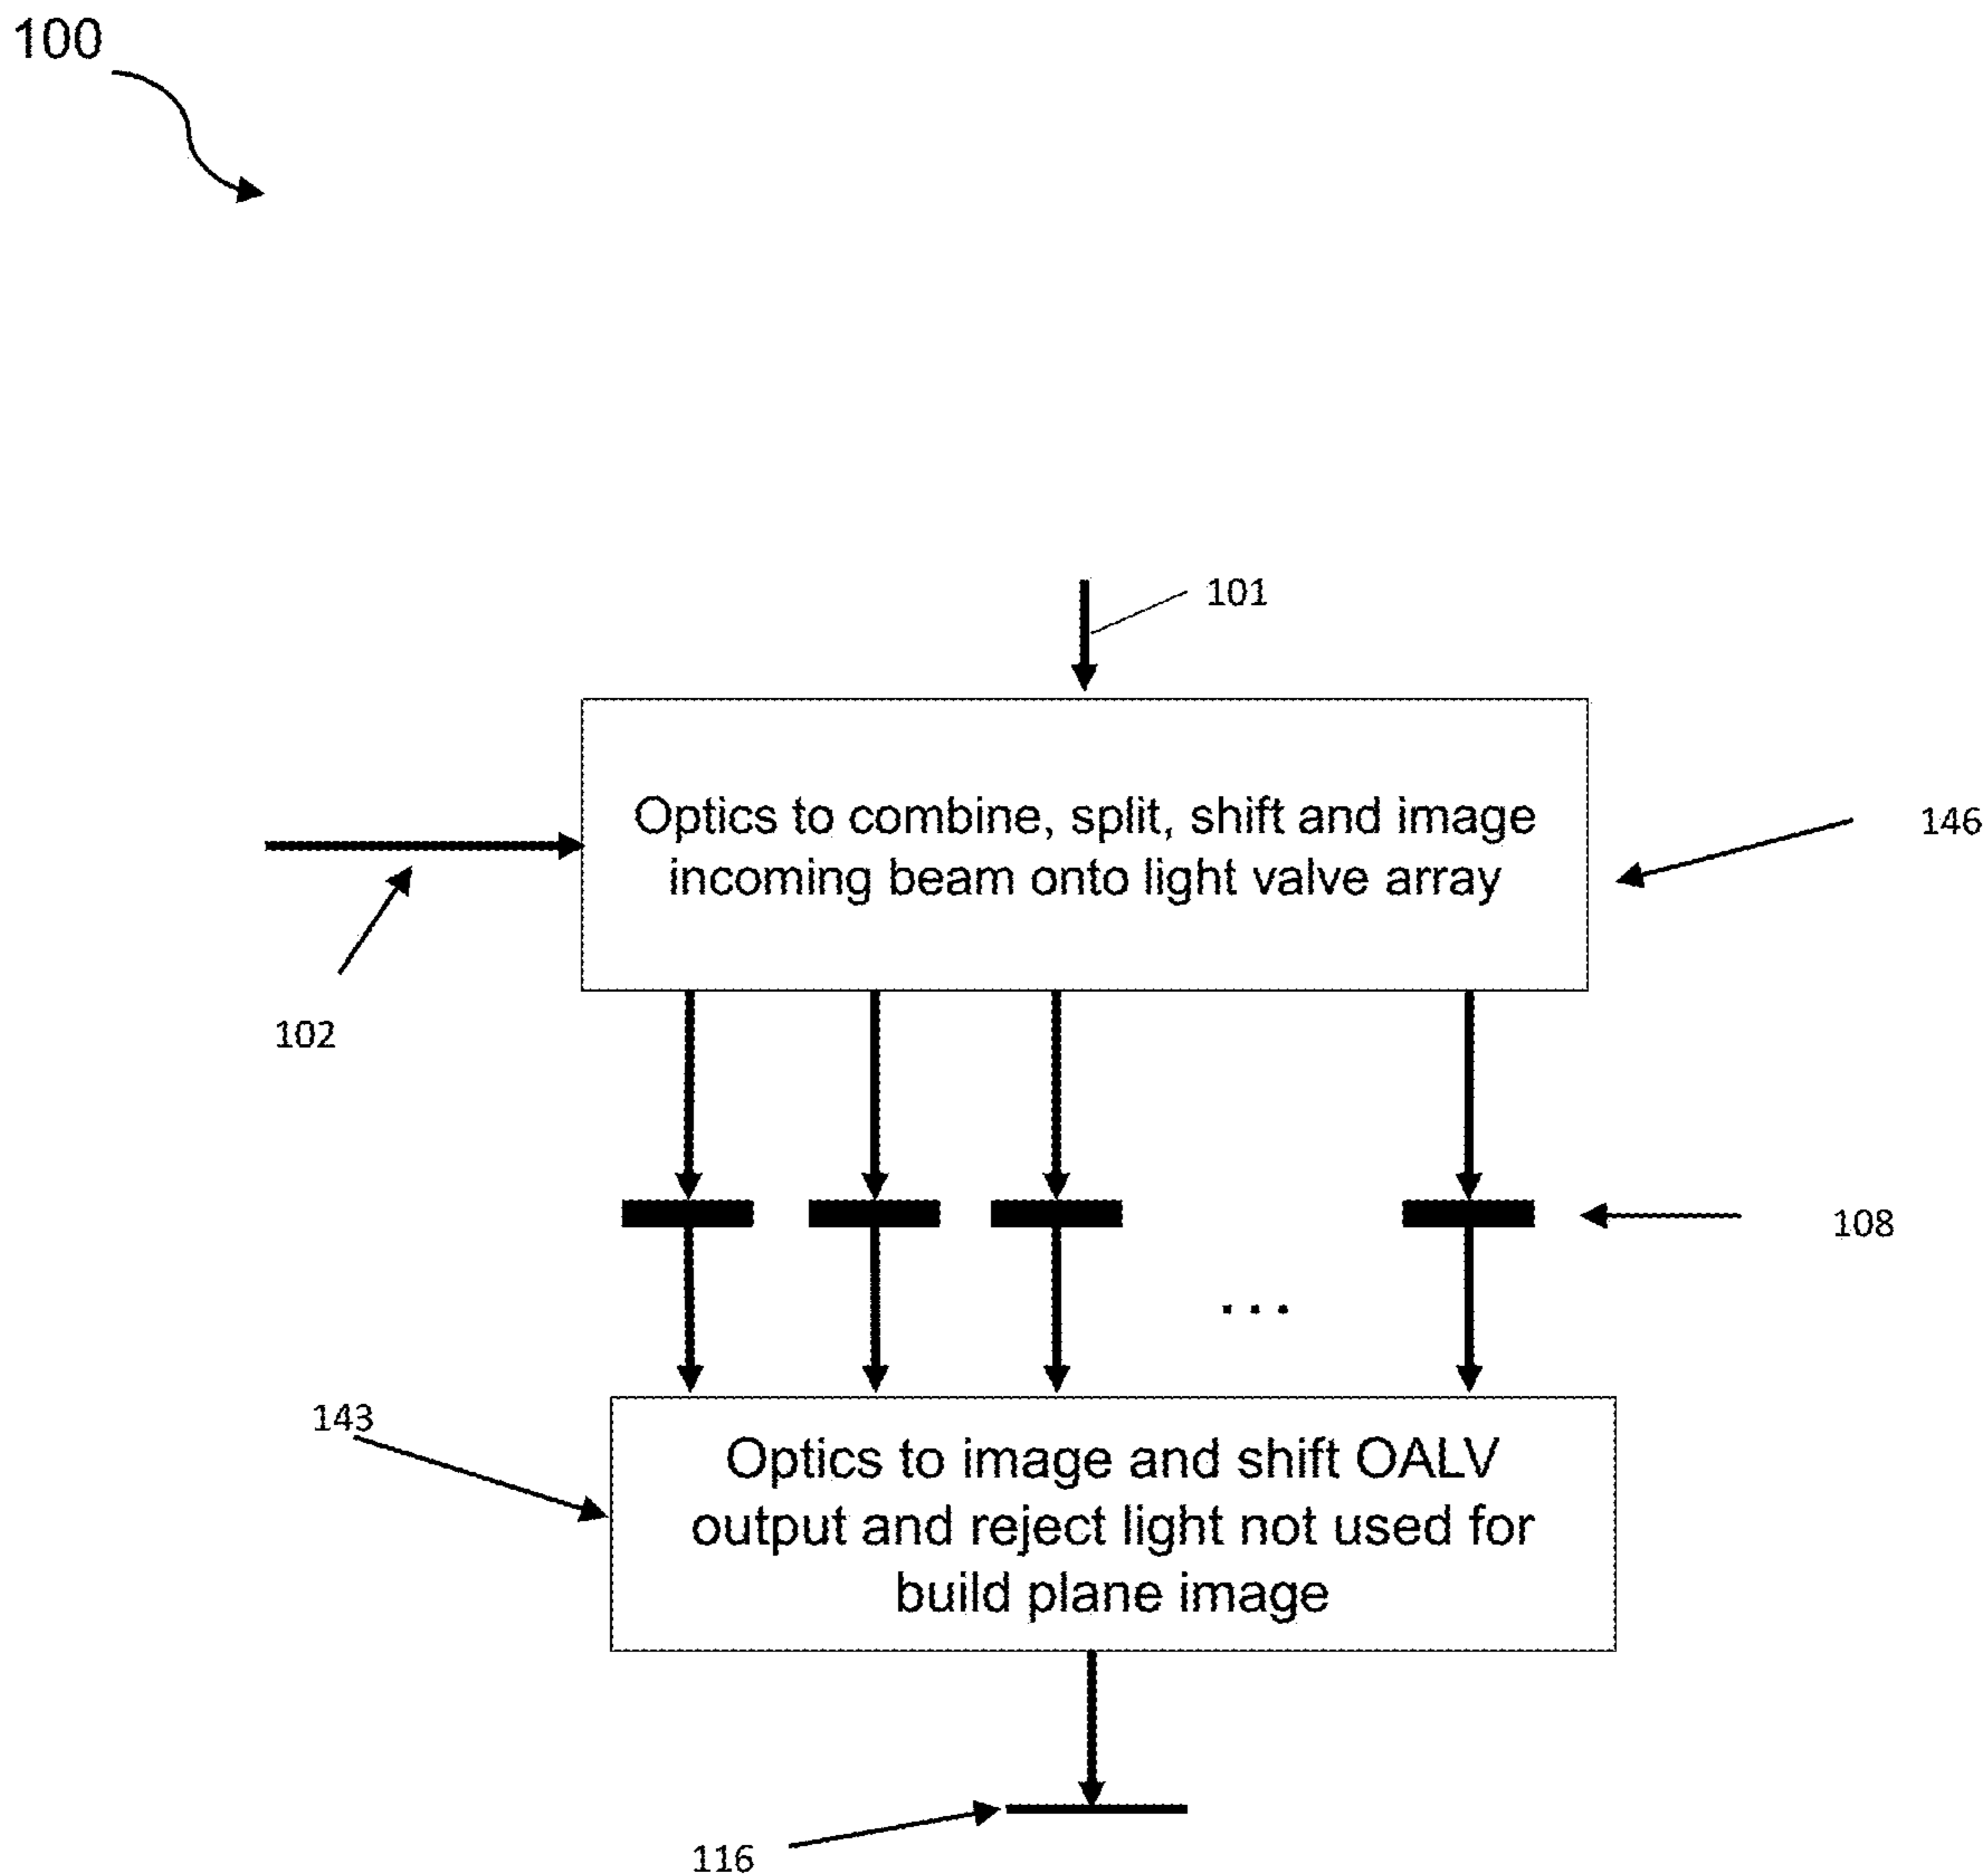 100
101
Optics to combine, split, shift and image
incoming beam onto light valve array
146
102
108
...
143
Optics to image and shift OALV
output and reject light not used for
build plane image
116